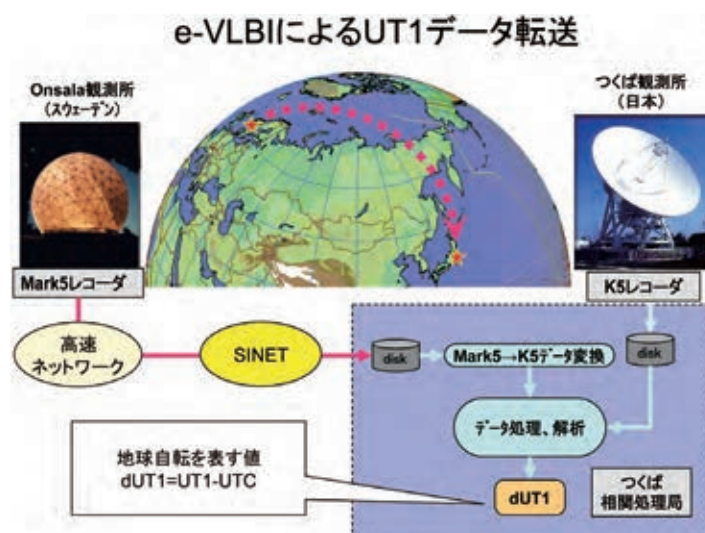 e-VLBIによるUT1データ転送
Onsala観測所
（スウェーデン）
つくば観測所
（日本）
Mark5レコーダ
K5レコーダ
高速
ネットワーク
SINET
disk
Mark5→K5データ変換
disk
データ処理、解析
地球自転を表す値
dUT1=UT1-UTC
dUT1
つくば
相関処理局